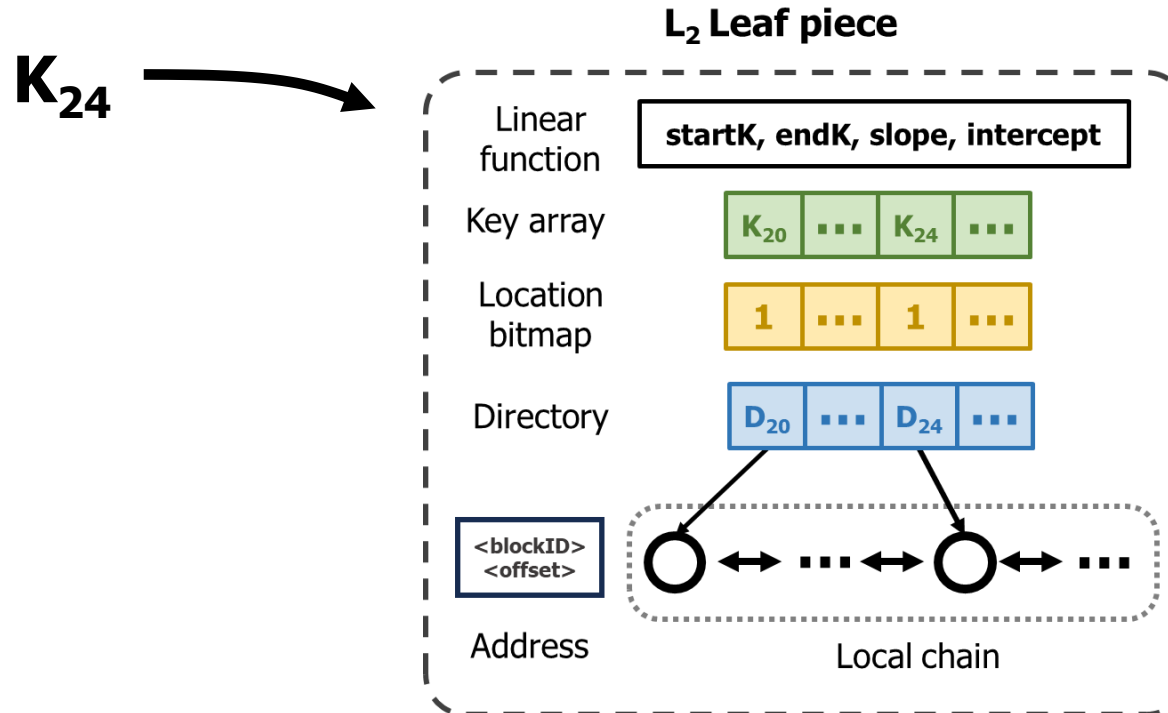 L₂ Leaf piece
K₂₄
Linear
function
startK, endK, slope, intercept
Key array
K₂₀ ... K₂₄ ...
Location
bitmap
1 ... 1 ...
Directory
D₂₀ ... D₂₄ ...
<blockID>
<offset>
... ...
Address
Local chain